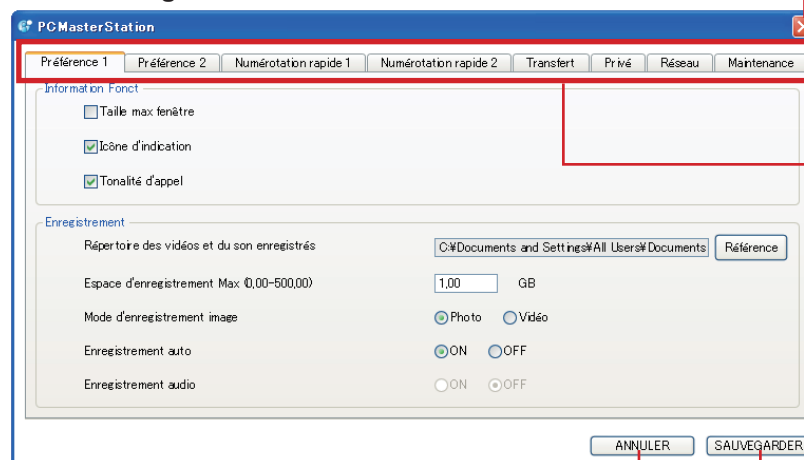 PCMasterStation
Préférence 1 Préférence 2 Numérotation rapide 1 Numérotation rapide 2 Transfert Privé Réseau Maintenance
Information Fonct
Taille max fenêtre
Icône d'indication
Tonalité d'appel
Enregistrement
Répertoire des vidéos et du son enregistrés C:¥Documents and Settings¥All Users¥Documents Référence
Espace d'enregistrement Max (0,00-500,00) 1,00 GB
Mode d'enregistrement image Photo Vidéo
Enregistrement auto ON OFF
Enregistrement audio ON OFF
ANNULER SAUVEGARDER